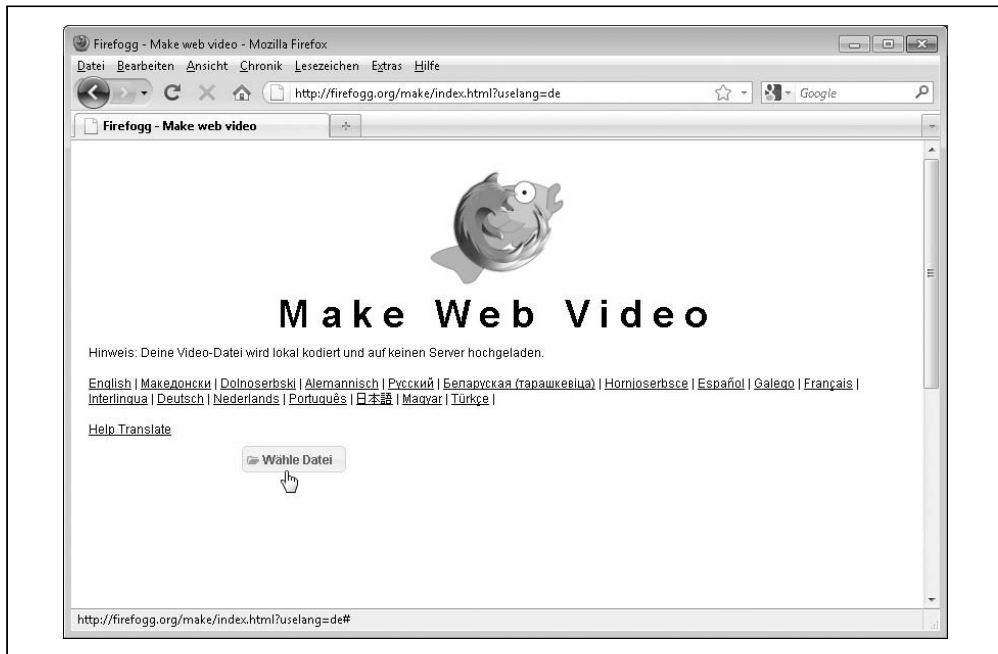 Firefogg - Make web video - Mozilla Firefox
Datei Bearbeiten Ansicht Chronik Lesezeichen Extras Hilfe
http://firefogg.org/make/index.html?uselang=de
Google
Firefogg - Make web video
Make Web Video
Hinweis: Deine Video-Datei wird lokal kodiert und auf keinen Server hochgeladen.
English | Македонски | Dolnoserbski | Alemannisch | Русский | Беларуская (тарашкевіца) | Hornjoserbsce | Español | Galego | Français |
Interlingua | Deutsch | Nederlands | Português | 日本語 | Magyar | Türkçe |
Help Translate
Wähle Datei
http://firefogg.org/make/index.html?uselang=de#